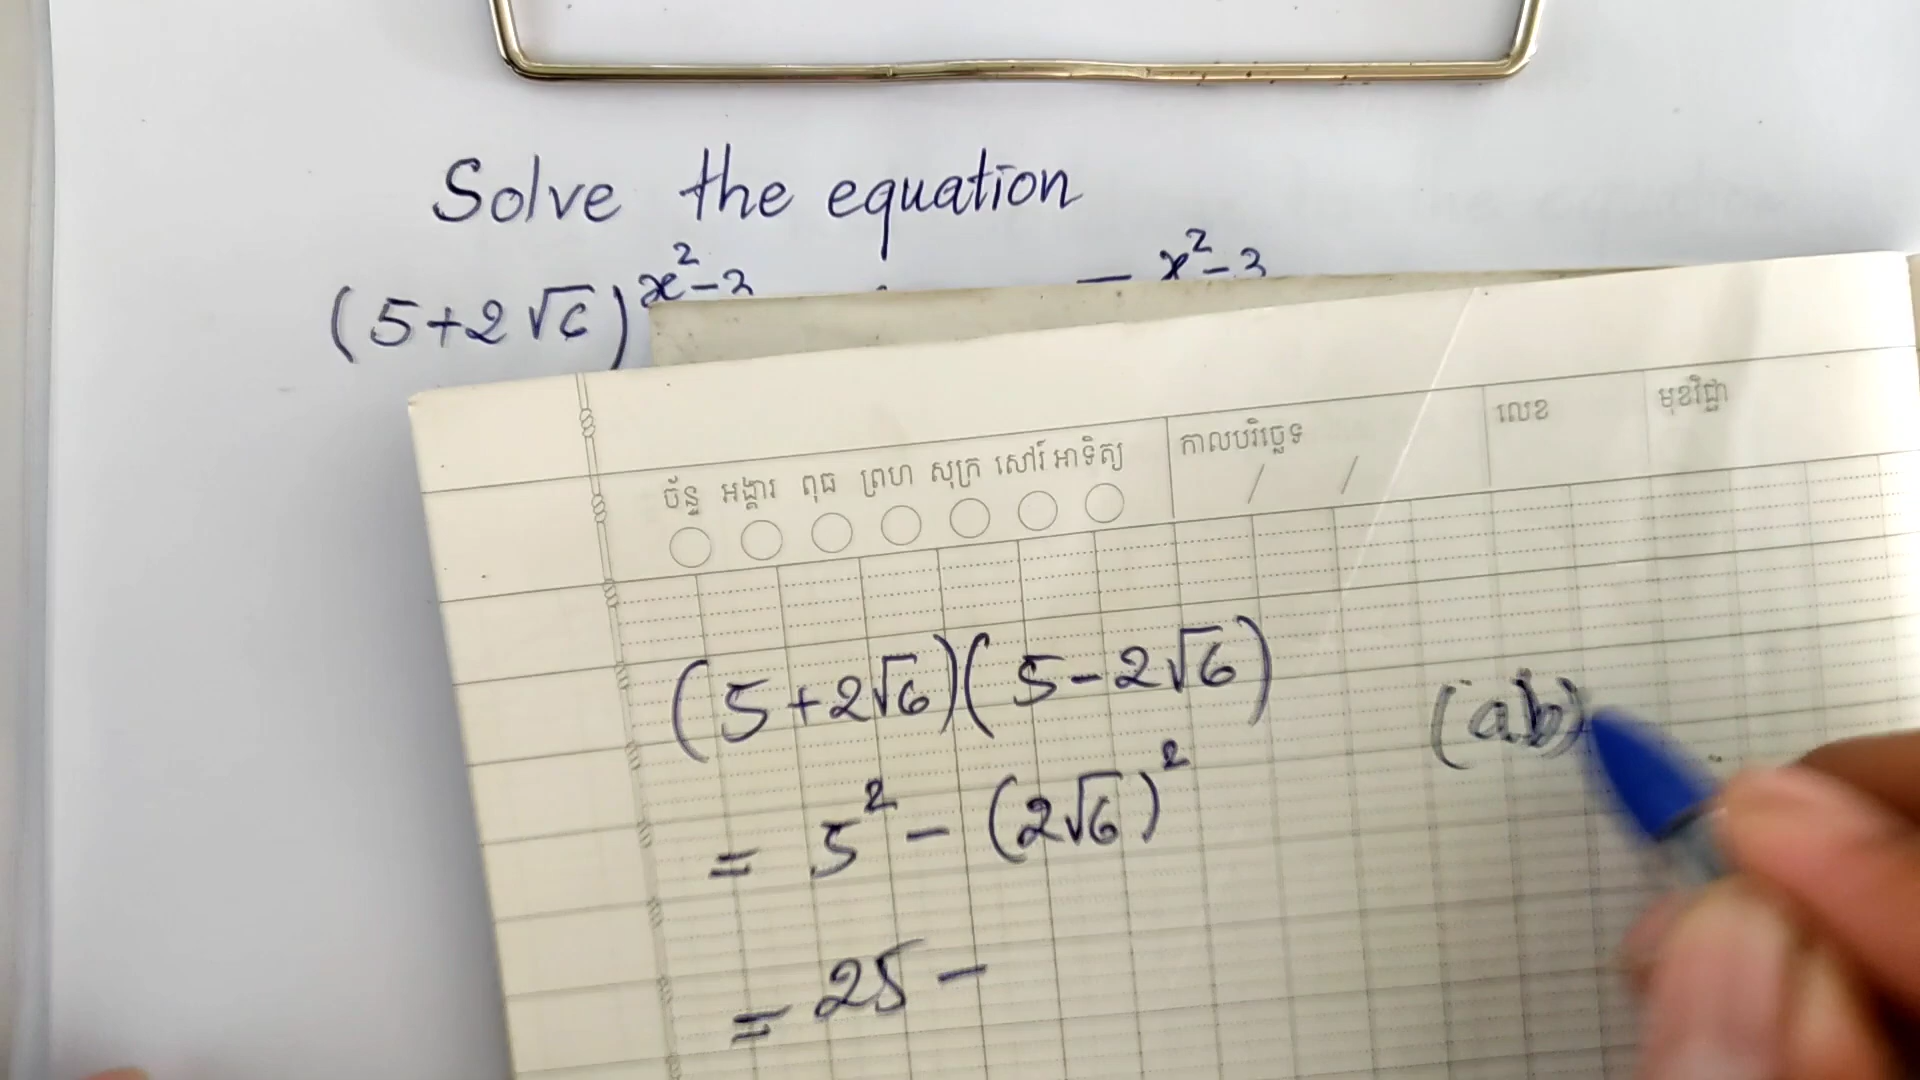 Solve the equation
(5+2√6)^{x²-3} x²-3
ច័ន្ទ អង្គារ ពុធ ព្រហ សុក្រ សៅរ៍ អាទិត្យ កាលបរិច្ឆេទ / / លេខ មុខវិជ្ជា
(5+2√6)(5-2√6) (ab)
= 5² - (2√6)²
= 25 -